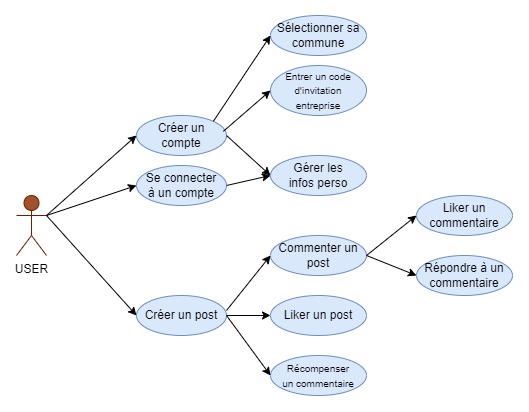 Sélectionner sa
commune
Entrer un code
d'invitation
entreprise
Créer un
compte
Se connecter
à un compte
Gérer les
infos perso
USER
Liker un
commentaire
Commenter un
post
Répondre à un
commentaire
Créer un post
Liker un post
Récompenser
un commentaire